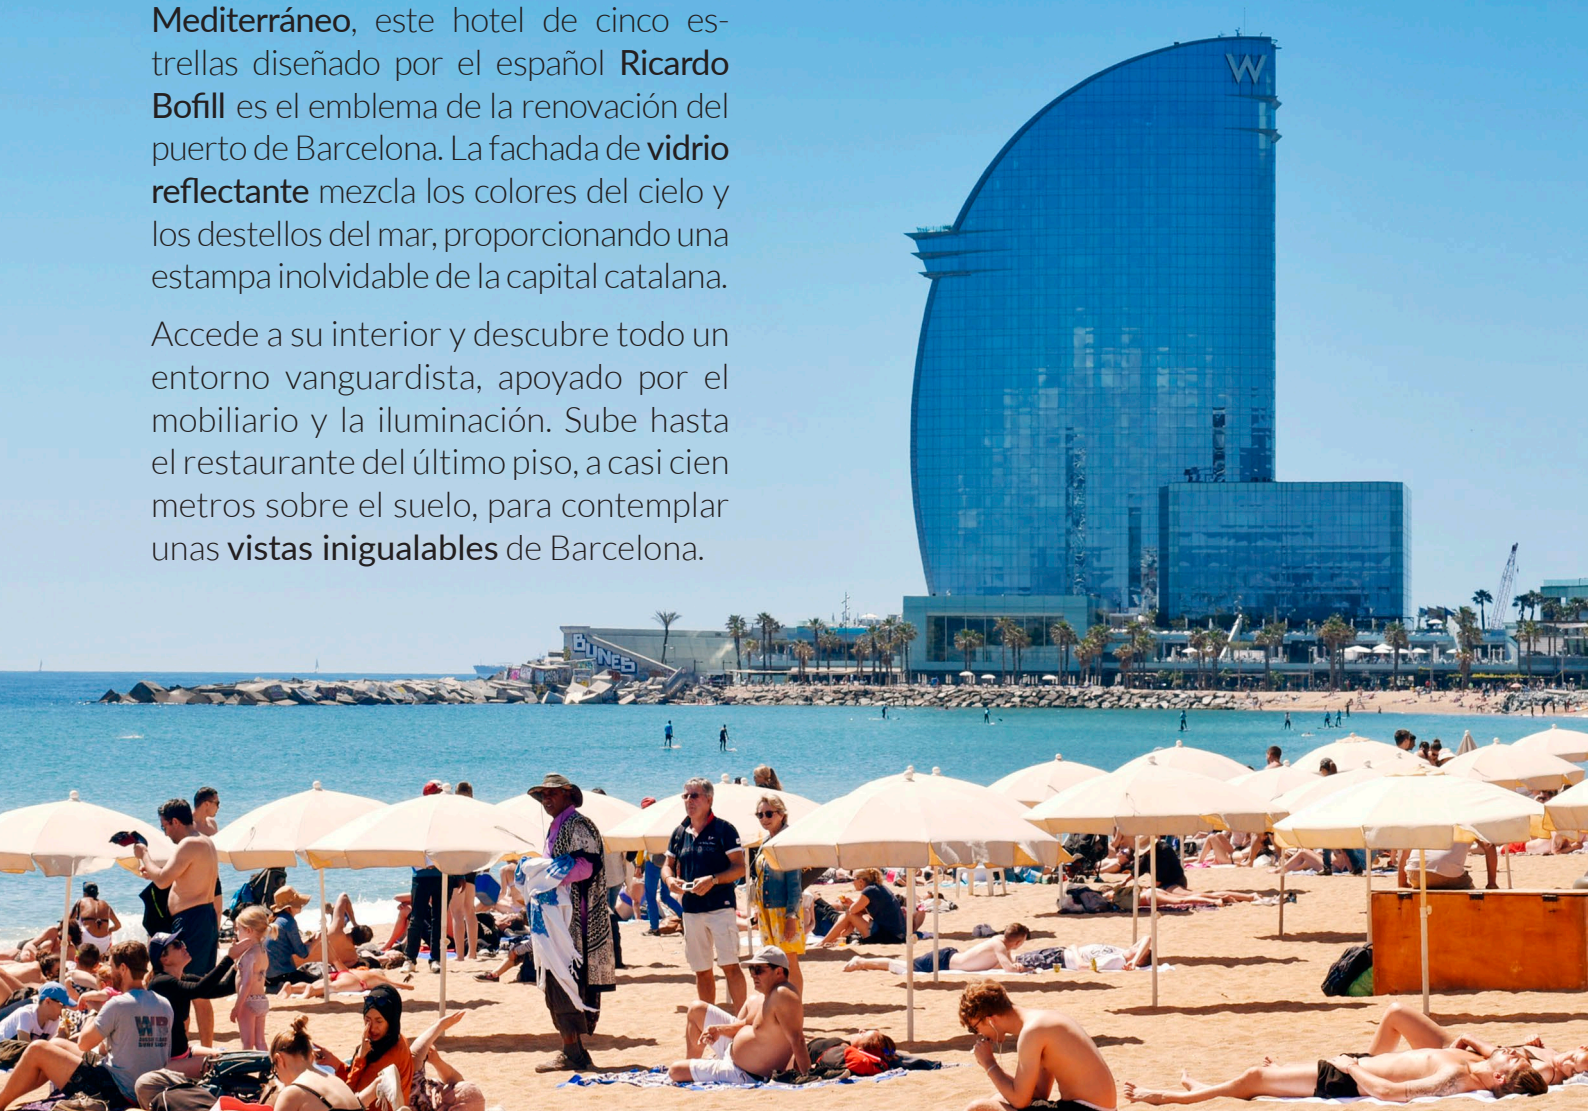 Mediterráneo, este hotel de cinco es-
trellas diseñado por el español Ricardo
Bofill es el emblema de la renovación del
puerto de Barcelona. La fachada de vidrio
reflectante mezcla los colores del cielo y
los destellos del mar, proporcionando una
estampa inolvidable de la capital catalana.
Accede a su interior y descubre todo un
entorno vanguardista, apoyado por el
mobiliario y la iluminación. Sube hasta
el restaurante del último piso, a casi cien
metros sobre el suelo, para contemplar
unas vistas inigualables de Barcelona.
W
BUNES